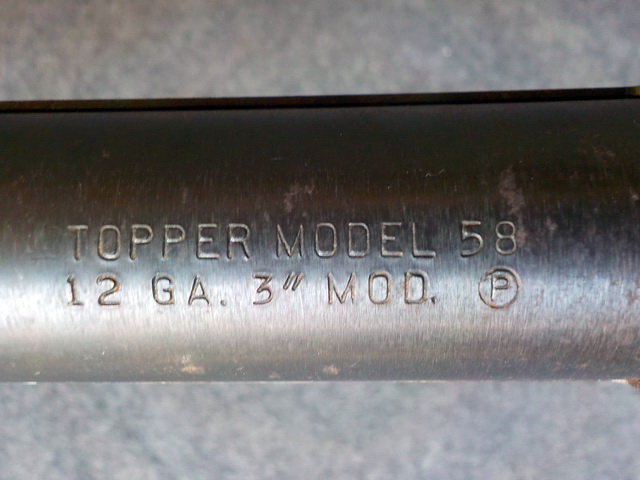 TOPPER MODEL 58
12 GA. 3" MOD. Ⓟ